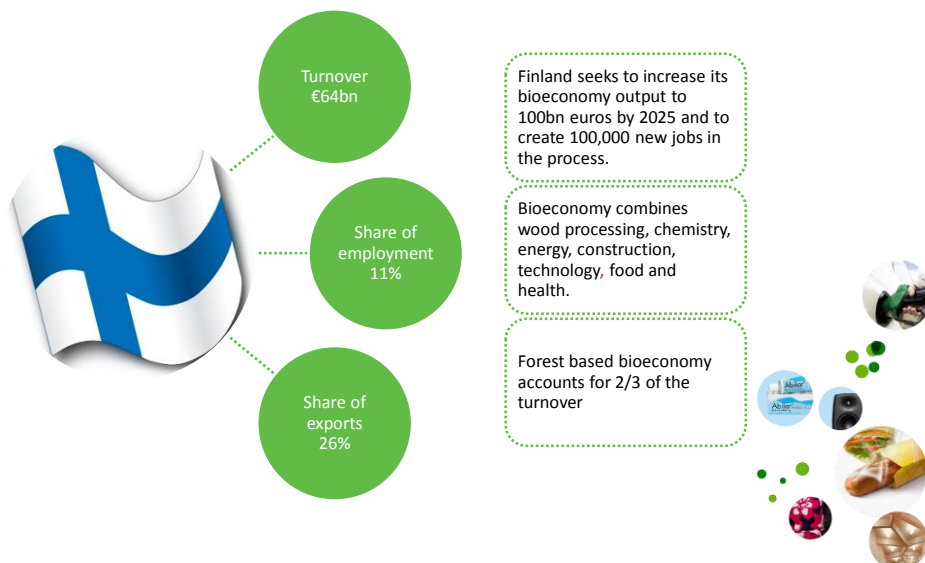 Turnover
€64bn
Share of
employment
11%
Share of
exports
26%
Finland seeks to increase its
bioeconomy output to
100bn euros by 2025 and to
create 100,000 new jobs in
the process.
Bioeconomy combines
wood processing, chemistry,
energy, construction,
technology, food and
health.
Forest based bioeconomy
accounts for 2/3 of the
turnover
Abilar
Abilar